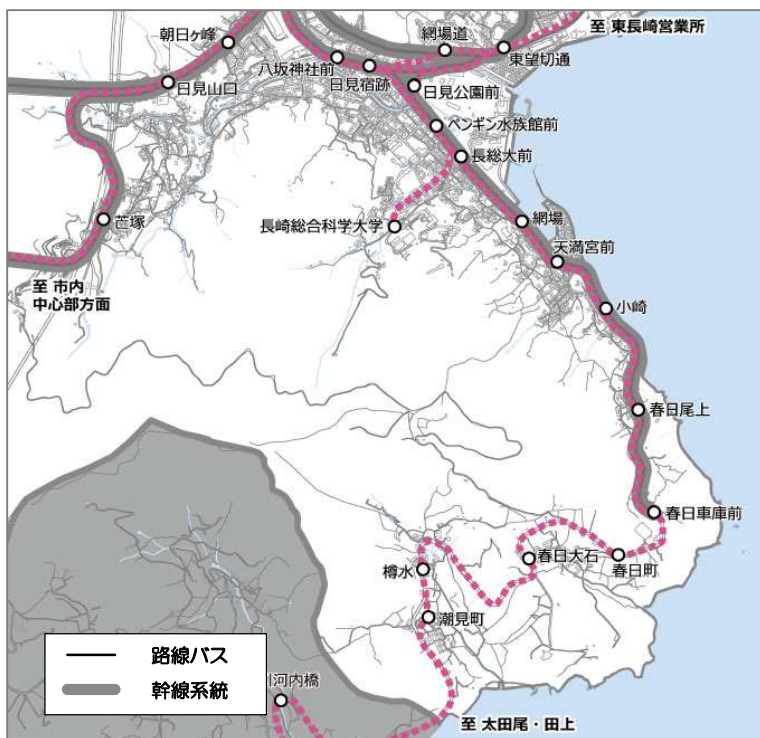 至 東長崎営業所
朝日ヶ峰
網場道
八坂神社前
東望切通
日見宿跡
日見山口
日見公園前
ペンギン水族館前
長総大前
芒塚
長崎総合科学大学
網場
天満宮前
至 市内
中心部方面
小崎
春日尾上
春日車庫前
春日大石
春日町
樽水
潮見町
路線バス
幹線系統
川河内橋
至 太田尾・田上